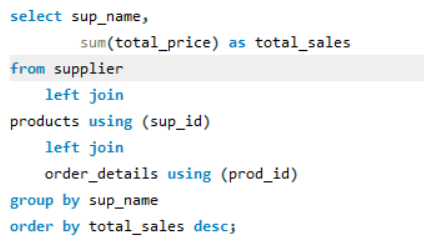 select sup_name,
sum(total_price) as total_sales
from supplier
left join
products using (sup_id)
left join
order_details using (prod_id)
group by sup_name
order by total_sales desc;